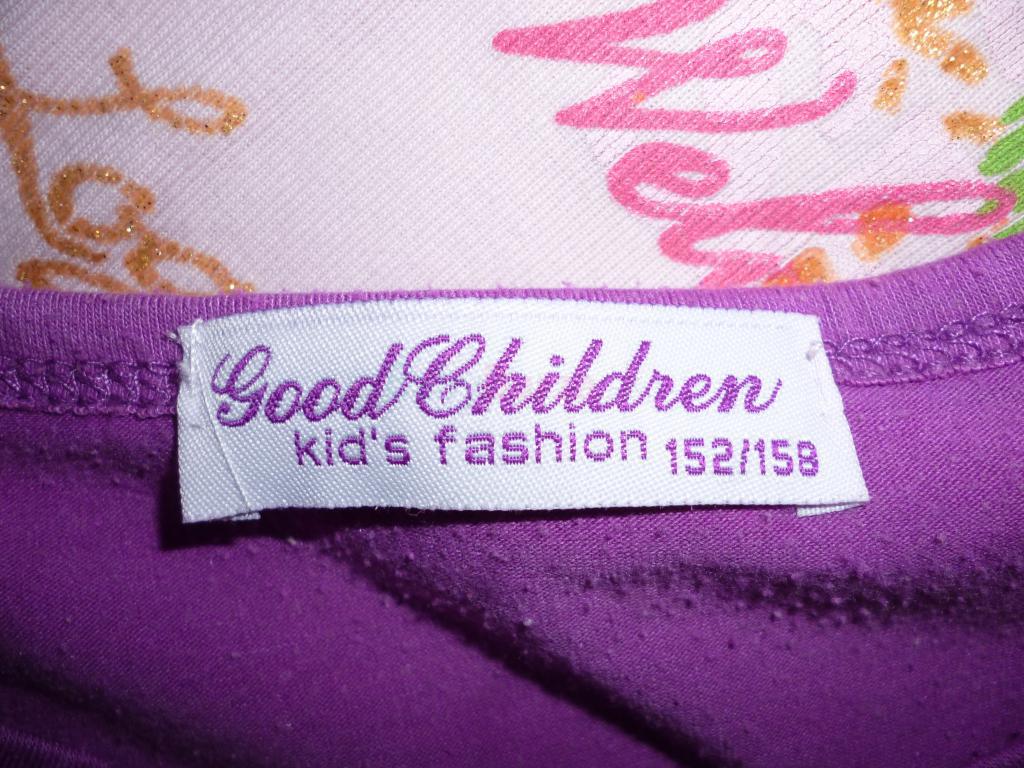 Good Children
kid's fashion 152/158